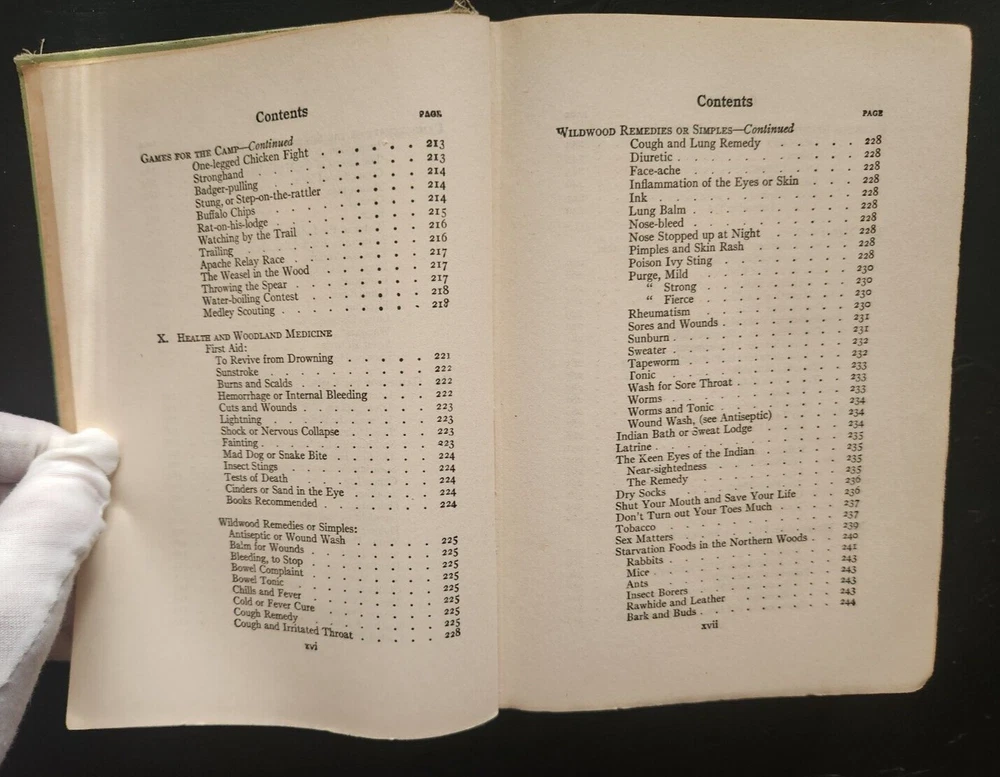 Contents
PAGE
GAMES FOR THE CAMP—Continued
One-legged Chicken Fight . . . . . . 213
Stronghand . . . . . . 213
Badger-pulling . . . . . . 214
Stung, or Step-on-the-rattler . . . . 214
Buffalo Chips . . . . . . 214
Rat-on-his-lodge . . . . . . 215
Watching by the Trail . . . . . 216
Trailing . . . . . . 216
Apache Relay Race . . . . . . 217
The Weasel in the Wood . . . . . 217
Throwing the Spear . . . . . 217
Water-boiling Contest . . . . . 218
Medley Scouting . . . . . 218
X. HEALTH AND WOODLAND MEDICINE
First Aid:
To Revive from Drowning . . . . . 221
Sunstroke . . . . . . 222
Burns and Scalds . . . . . . 222
Hemorrhage or Internal Bleeding . . . 222
Cuts and Wounds . . . . . . 223
Lightning . . . . . . 223
Shock or Nervous Collapse . . . . . 223
Fainting . . . . . . 223
Mad Dog or Snake Bite . . . . . 224
Insect Stings . . . . . . 224
Tests of Death . . . . . . 224
Cinders or Sand in the Eye . . . . 224
Books Recommended . . . . . 224
Wildwood Remedies or Simples:
Antiseptic or Wound Wash . . . . . 225
Balm for Wounds . . . . . . 225
Bleeding, to Stop . . . . . . 225
Bowel Complaint . . . . . . 225
Bowel Tonic . . . . . . 225
Chills and Fever . . . . . . 225
Cold or Fever Cure . . . . . 225
Cough Remedy . . . . . . 225
Cough and Irritated Throat . . . . 228
xvi
Contents
PAGE
WILDWOOD REMEDIES OR SIMPLES—Continued
Cough and Lung Remedy . . . . . 228
Diuretic . . . . . . 228
Face-ache . . . . . . 228
Inflammation of the Eyes or Skin . . . 228
Ink . . . . . . 228
Lung Balm . . . . . . 228
Nose-bleed . . . . . . 228
Nose Stopped up at Night . . . . . 228
Pimples and Skin Rash . . . . . 228
Poison Ivy Sting . . . . . . 228
Purge, Mild . . . . . . 230
“ Strong . . . . . . 230
“ Fierce . . . . . . 230
Rheumatism . . . . . . 230
Sores and Wounds . . . . . . 231
Sunburn . . . . . . 231
Sweater . . . . . . 232
Tapeworm . . . . . . 232
Tonic . . . . . . 233
Wash for Sore Throat . . . . . 233
Worms . . . . . . 233
Worms and Tonic . . . . . . 234
Wound Wash, (see Antiseptic) . . . . 234
Indian Bath or Sweat Lodge . . . . . 234
Latrine . . . . . . 235
The Keen Eyes of the Indian . . . . . 235
Near-sightedness . . . . . . 235
The Remedy . . . . . . 235
Dry Socks . . . . . . 236
Shut Your Mouth and Save Your Life . . . 236
Don't Turn out Your Toes Much . . . . 237
Tobacco . . . . . . 237
Sex Matters . . . . . . 239
Starvation Foods in the Northern Woods . . 240
Rabbits . . . . . . 241
Mice . . . . . . 243
Ants . . . . . . 243
Insect Borers . . . . . . 243
Rawhide and Leather . . . . . 243
Bark and Buds . . . . . . 244
xvii